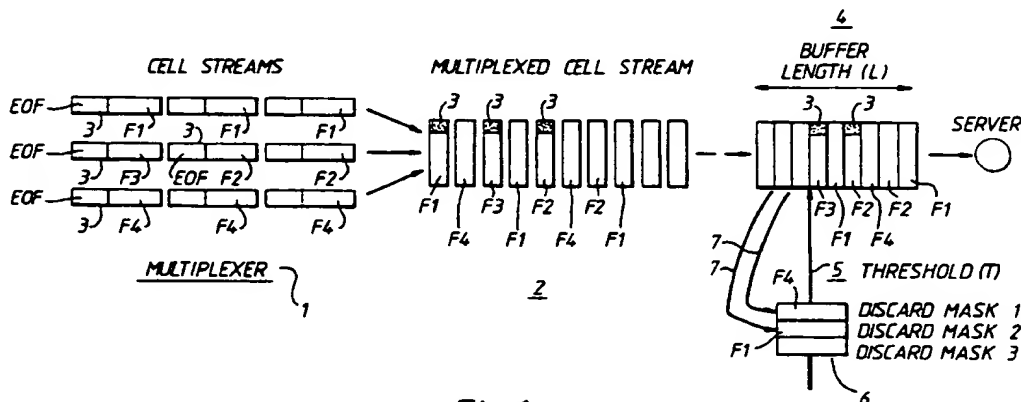 4
CELL STREAMS
MULTIPLEXED CELL STREAM
BUFFER
LENGTH (L)
EOF
3 F1 F1 F1
3 3 3
3 3
SERVER
EOF
3
3 F3 EOF F2 F2
EOF
3 F4 F4 F4
F1 F4 F3 F1 F2 F4 F2 F1
F3 F1 F2 F4 F2 F1
MULTIPLEXER
1
2
7
7
5 THRESHOLD (T)
F4
DISCARD MASK 1
DISCARD MASK 2
F1
DISCARD MASK 3
6